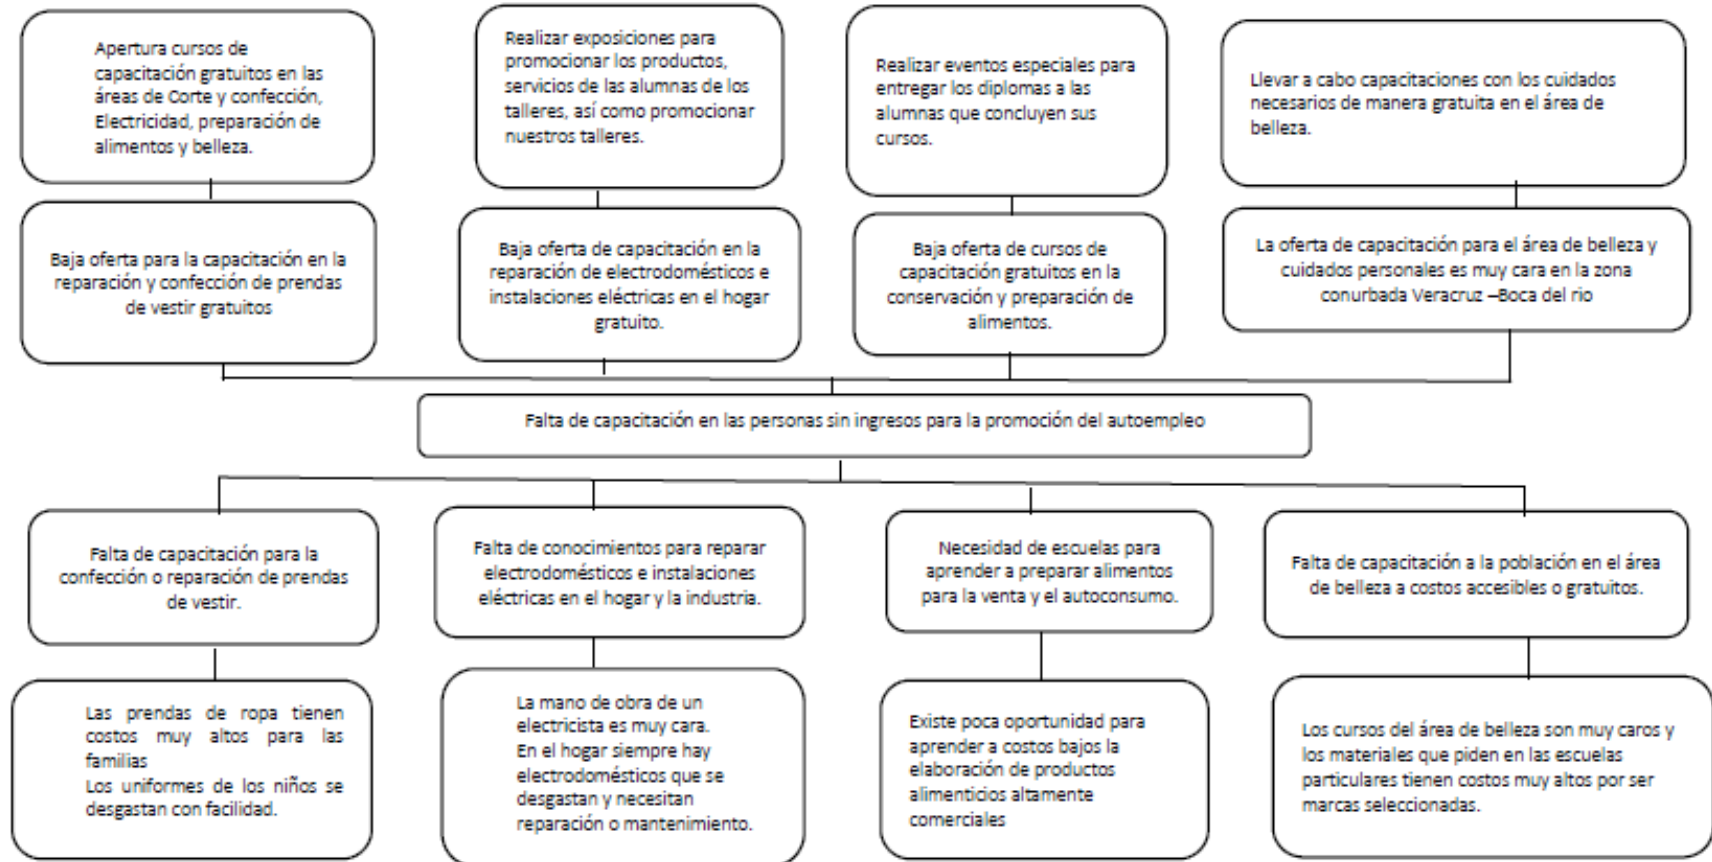 Apertura cursos de
capacitación gratuitos en las
áreas de Corte y confección,
Electricidad, preparación de
alimentos y belleza.
Realizar exposiciones para
promocionar los productos,
servicios de las alumnas de los
talleres, así como promocionar
nuestros talleres.
Realizar eventos especiales para
entregar los diplomas a las
alumnas que concluyen sus
cursos.
Llevar a cabo capacitaciones con los cuidados
necesarios de manera gratuita en el área de
belleza.
Baja oferta para la capacitación en la
reparación y confección de prendas
de vestir gratuitos
Baja oferta de capacitación en la
reparación de electrodomésticos e
instalaciones eléctricas en el hogar
gratuito.
Baja oferta de cursos de
capacitación gratuitos en la
conservación y preparación de
alimentos.
La oferta de capacitación para el área de belleza y
cuidados personales es muy cara en la zona
conurbada Veracruz –Boca del rio
Falta de capacitación en las personas sin ingresos para la promoción del autoempleo
Falta de capacitación para la
confección o reparación de prendas
de vestir.
Falta de conocimientos para reparar
electrodomésticos e instalaciones
eléctricas en el hogar y la industria.
Necesidad de escuelas para
aprender a preparar alimentos
para la venta y el autoconsumo.
Falta de capacitación a la población en el área
de belleza a costos accesibles o gratuitos.
Las prendas de ropa tienen
costos muy altos para las
familias
Los uniformes de los niños se
desgastan con facilidad.
La mano de obra de un
electricista es muy cara.
En el hogar siempre hay
electrodomésticos que se
desgastan y necesitan
reparación o mantenimiento.
Existe poca oportunidad para
aprender a costos bajos la
elaboración de productos
alimenticios altamente
comerciales
Los cursos del área de belleza son muy caros y
los materiales que piden en las escuelas
particulares tienen costos muy altos por ser
marcas seleccionadas.